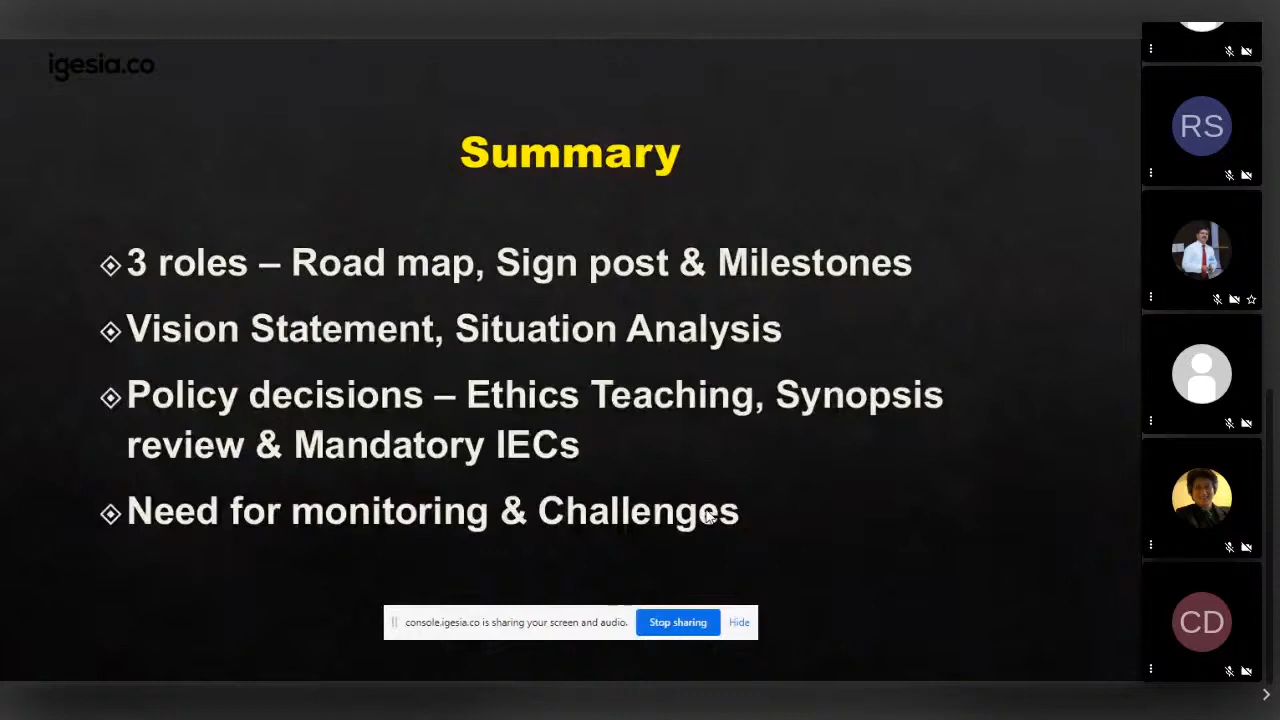 igesia.co
Summary
3 roles – Road map, Sign post & Milestones
Vision Statement, Situation Analysis
Policy decisions – Ethics Teaching, Synopsis
review & Mandatory IECs
Need for monitoring & Challenges
console.igesia.co is sharing your screen and audio. Stop sharing Hide
RS
CD